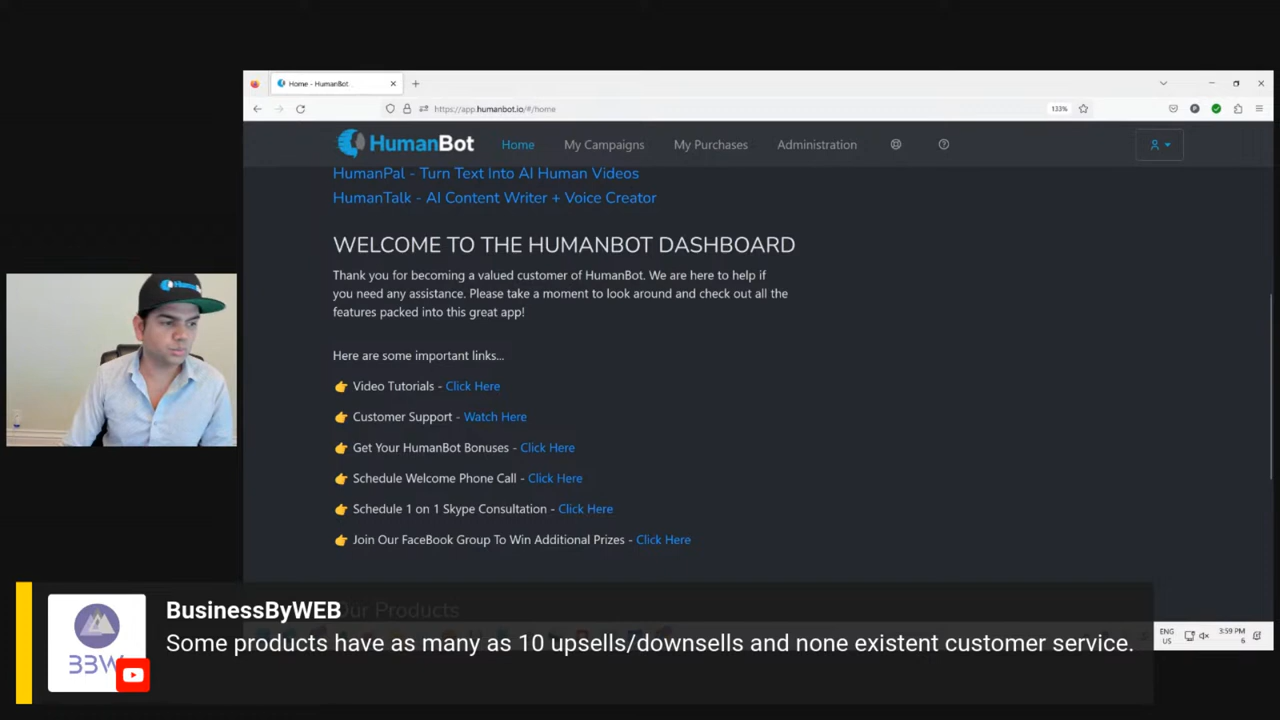 Home - HumanBot
https://app.humanbot.io/#/home
133%
HumanBot
Home
My Campaigns
My Purchases
Administration
HumanPal - Turn Text Into AI Human Videos
HumanTalk - AI Content Writer + Voice Creator
WELCOME TO THE HUMANBOT DASHBOARD
Thank you for becoming a valued customer of HumanBot. We are here to help if
you need any assistance. Please take a moment to look around and check out all the
features packed into this great app!
Here are some important links...
👉 Video Tutorials - Click Here
👉 Customer Support - Watch Here
👉 Get Your HumanBot Bonuses - Click Here
👉 Schedule Welcome Phone Call - Click Here
👉 Schedule 1 on 1 Skype Consultation - Click Here
👉 Join Our FaceBook Group To Win Additional Prizes - Click Here
Our Products
ENG
US
3:59 PM
BBW
BusinessByWEB
Some products have as many as 10 upsells/downsells and none existent customer service.